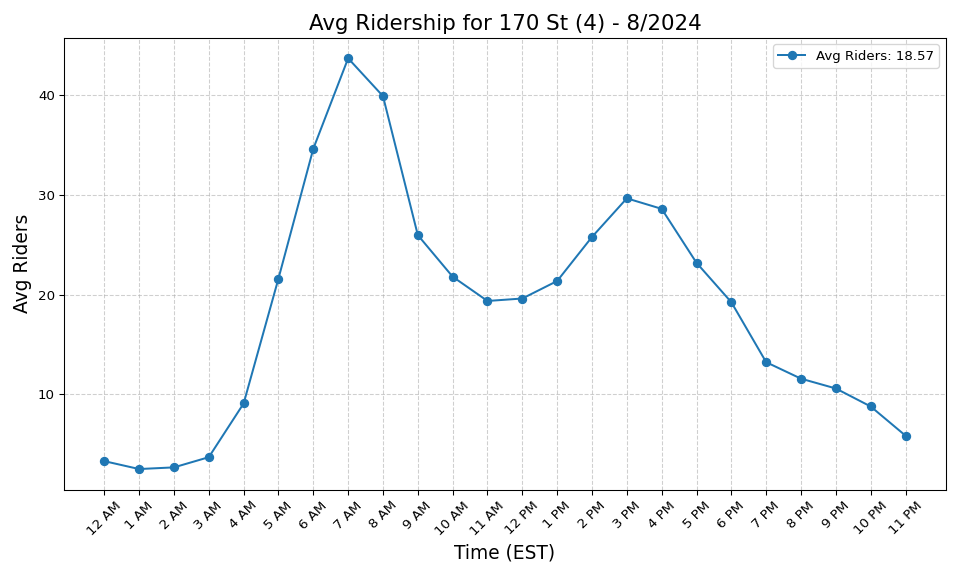 Avg Ridership for 170 St (4) - 8/2024
Avg Riders: 18.57
Avg Riders
40
30
20
10
12 AM
1 AM
2 AM
3 AM
4 AM
5 AM
6 AM
7 AM
8 AM
9 AM
10 AM
11 AM
12 PM
1 PM
2 PM
3 PM
4 PM
5 PM
6 PM
7 PM
8 PM
9 PM
10 PM
11 PM
Time (EST)